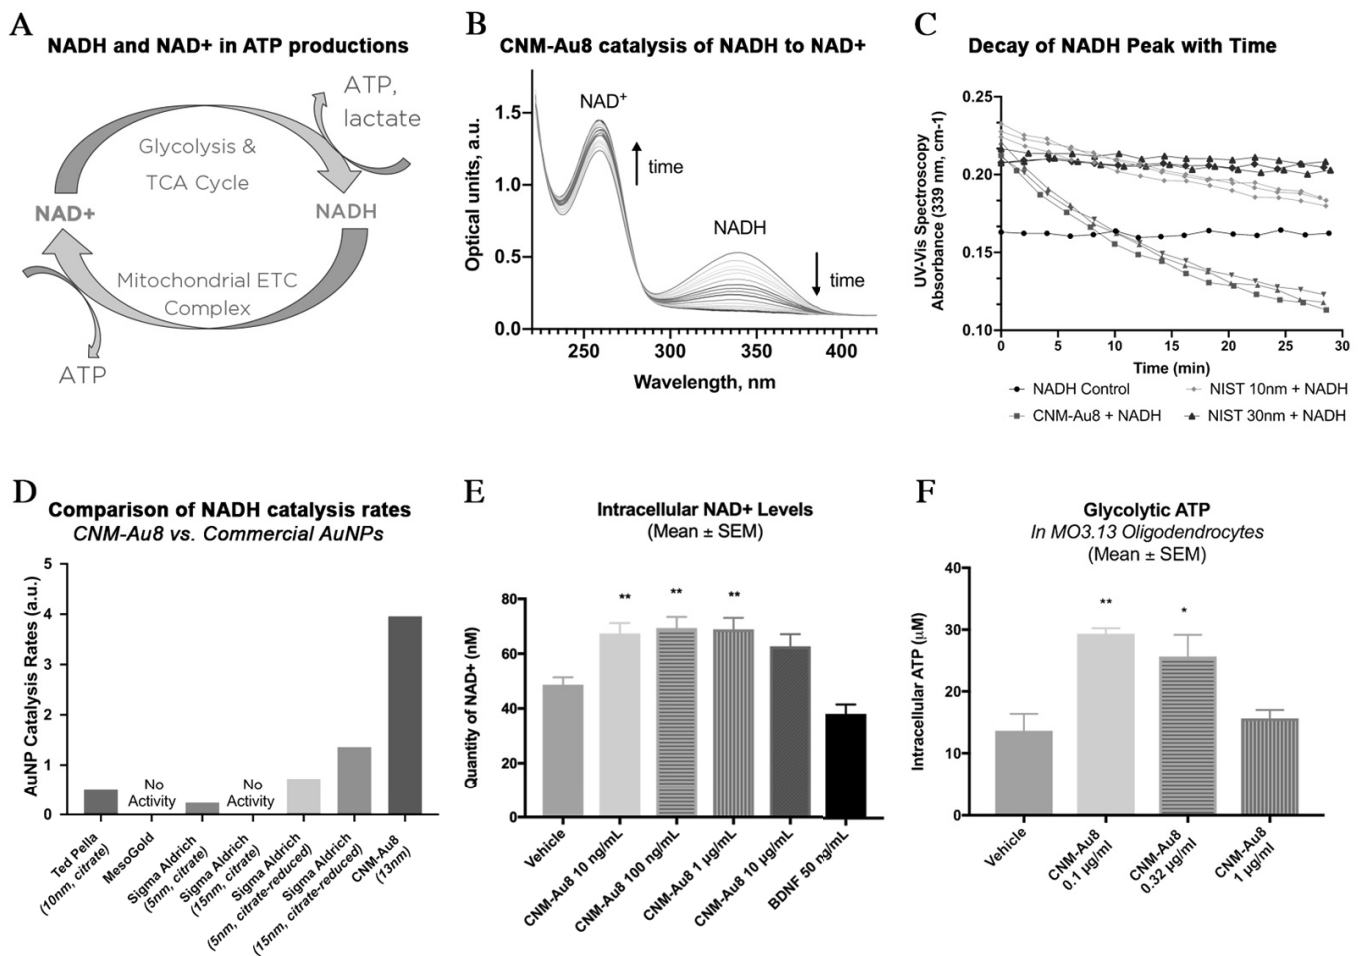 A
NADH and NAD+ in ATP productions
ATP,
lactate
Glycolysis &
TCA Cycle
NAD+
NADH
Mitochondrial ETC
Complex
ATP
B
CNM-Au8 catalysis of NADH to NAD+
Optical units, a.u.
1.5
1.0
0.5
0.0
NAD+
time
NADH
time
250
300
350
400
Wavelength, nm
C
Decay of NADH Peak with Time
UV-Vis Spectroscopy
Absorbance (339 nm, cm-1)
0.25
0.20
0.15
0.10
0
5
10
15
20
25
30
Time (min)
NADH Control
NIST 10nm + NADH
CNM-Au8 + NADH
NIST 30nm + NADH
D
Comparison of NADH catalysis rates
CNM-Au8 vs. Commercial AuNPs
AuNP Catalysis Rates (a.u.)
5
4
3
2
1
0
No
Activity
No
Activity
Ted Pella
(10nm, citrate)
MesoGold
Sigma Aldrich
(5nm, citrate)
Sigma Aldrich
(15nm, citrate)
Sigma Aldrich
(5nm, citrate-reduced)
Sigma Aldrich
(15nm, citrate-reduced)
CNM-Au8
(13nm)
E
Intracellular NAD+ Levels
(Mean ± SEM)
Quantity of NAD+ (nM)
80
60
40
20
0
**
**
**
Vehicle
CNM-Au8 10 ng/mL
CNM-Au8 100 ng/mL
CNM-Au8 1 µg/mL
CNM-Au8 10 µg/mL
BDNF 50 ng/mL
F
Glycolytic ATP
In MO3.13 Oligodendrocytes
(Mean ± SEM)
Intracellular ATP (µM)
40
30
20
10
0
**
*
Vehicle
CNM-Au8
0.1 µg/ml
CNM-Au8
0.32 µg/ml
CNM-Au8
1 µg/ml